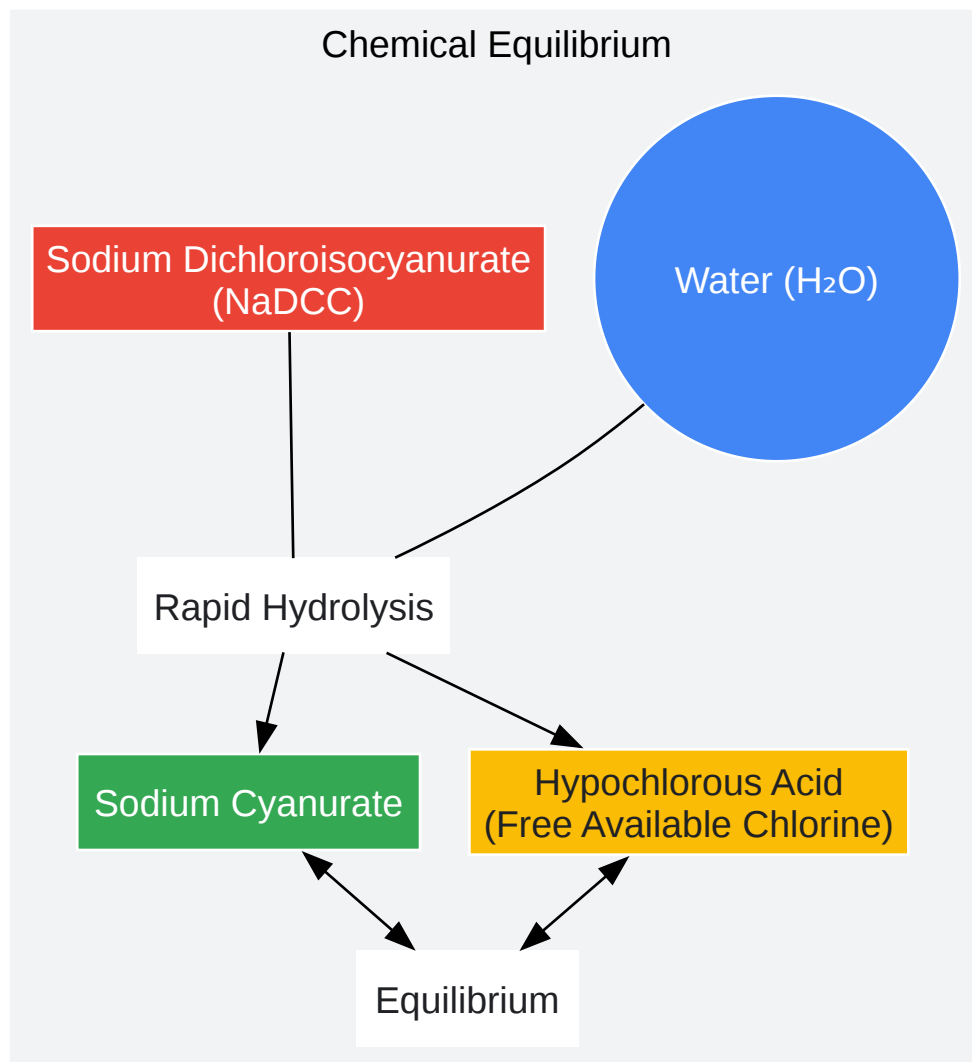 Chemical Equilibrium
Sodium Dichloroisocyanurate
(NaDCC)
Water (H₂O)
Rapid Hydrolysis
Sodium Cyanurate
Hypochlorous Acid
(Free Available Chlorine)
Equilibrium